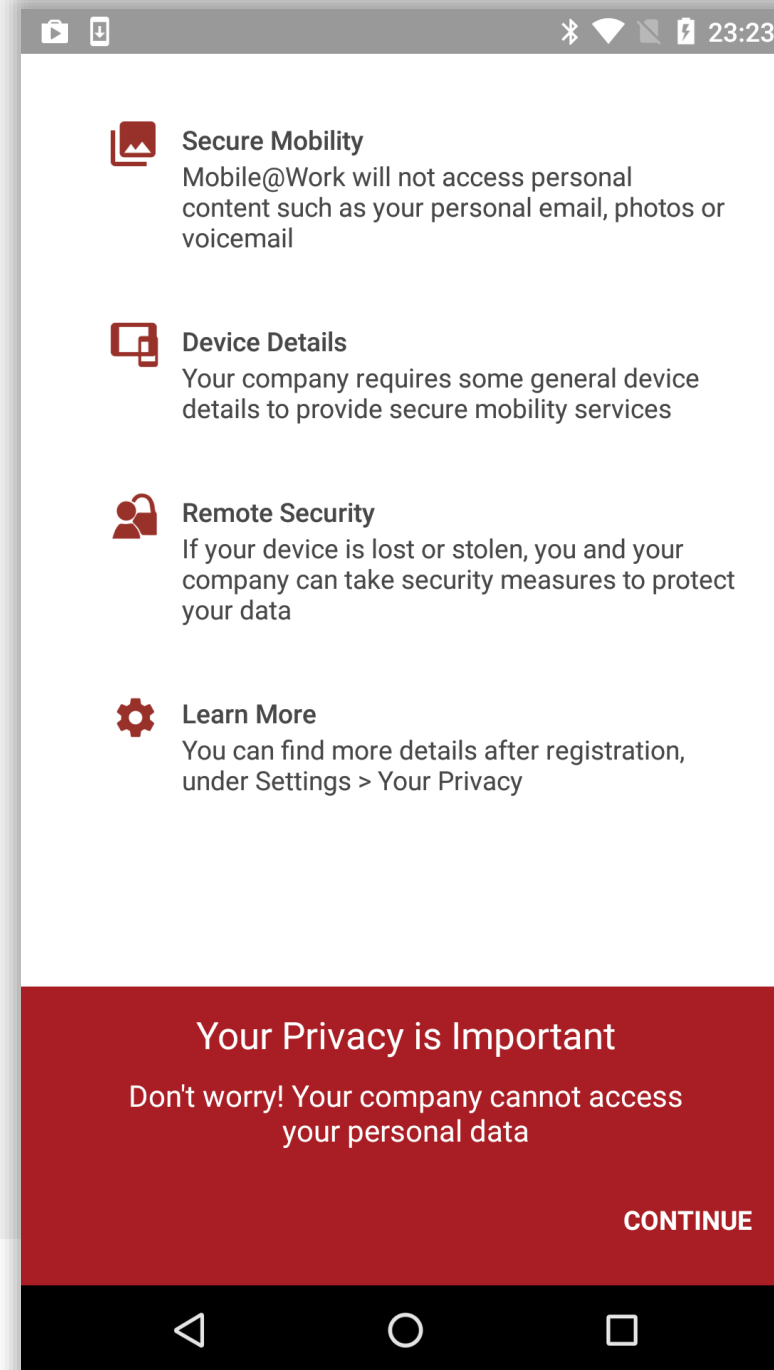 23:23
Secure Mobility
Mobile@Work will not access personal
content such as your personal email, photos or
voicemail
Device Details
Your company requires some general device
details to provide secure mobility services
Remote Security
If your device is lost or stolen, you and your
company can take security measures to protect
your data
Learn More
You can find more details after registration,
under Settings > Your Privacy
Your Privacy is Important
Don't worry! Your company cannot access
your personal data
CONTINUE